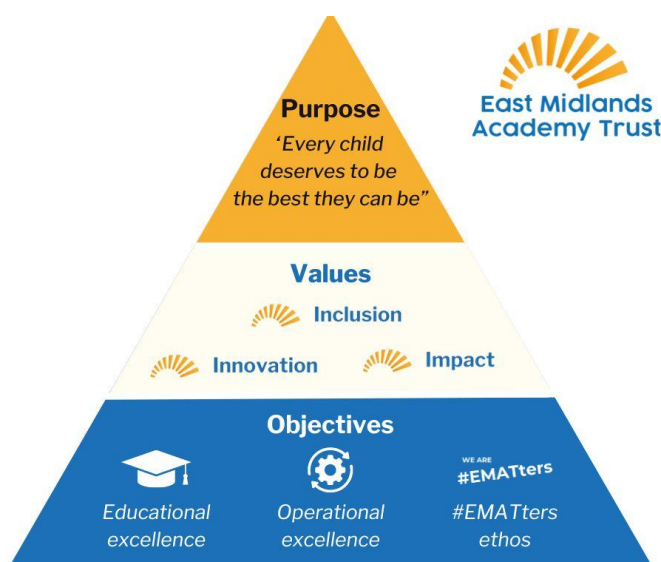 East Midlands
Academy Trust
Purpose
‘Every child
deserves to be
the best they can be”
Values
Inclusion
Innovation
Impact
Objectives
Educational
excellence
Operational
excellence
WE ARE
#EMATters
#EMATters
ethos